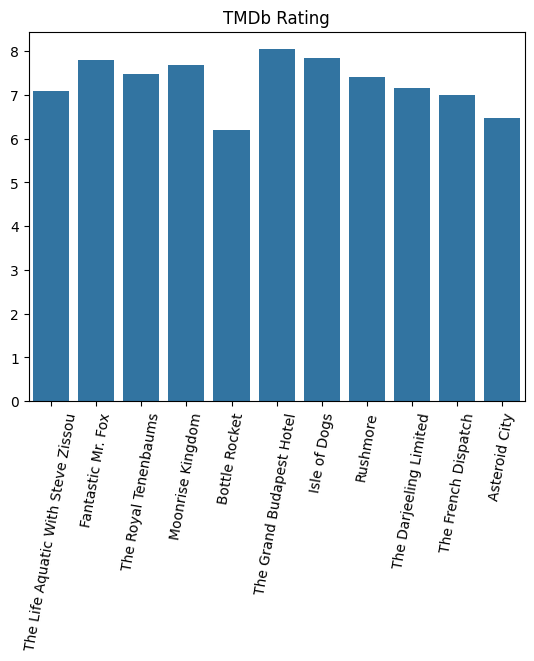 TMDb Rating
8
7
6
5
4
3
2
1
0
The Life Aquatic With Steve Zissou
Fantastic Mr. Fox
The Royal Tenenbaums
Moonrise Kingdom
Bottle Rocket
The Grand Budapest Hotel
Isle of Dogs
Rushmore
The Darjeeling Limited
The French Dispatch
Asteroid City